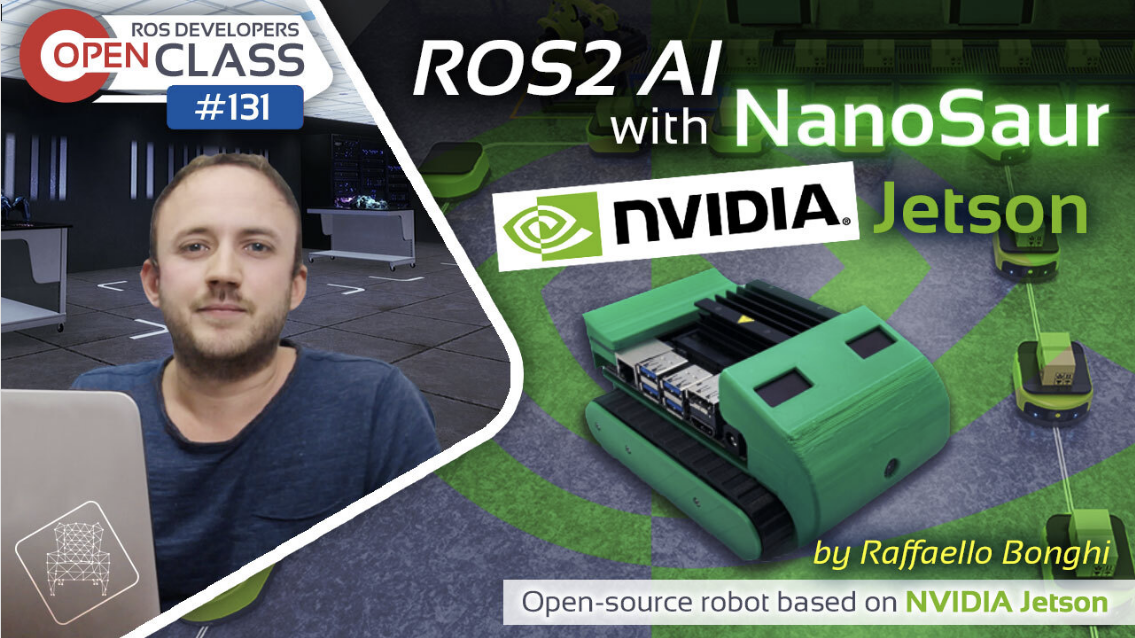 ROS DEVELOPERS
OPEN CLASS
#131
ROS2 AI
with NanoSaur
NVIDIA® Jetson
by Raffaello Bonghi
Open-source robot based on NVIDIA Jetson